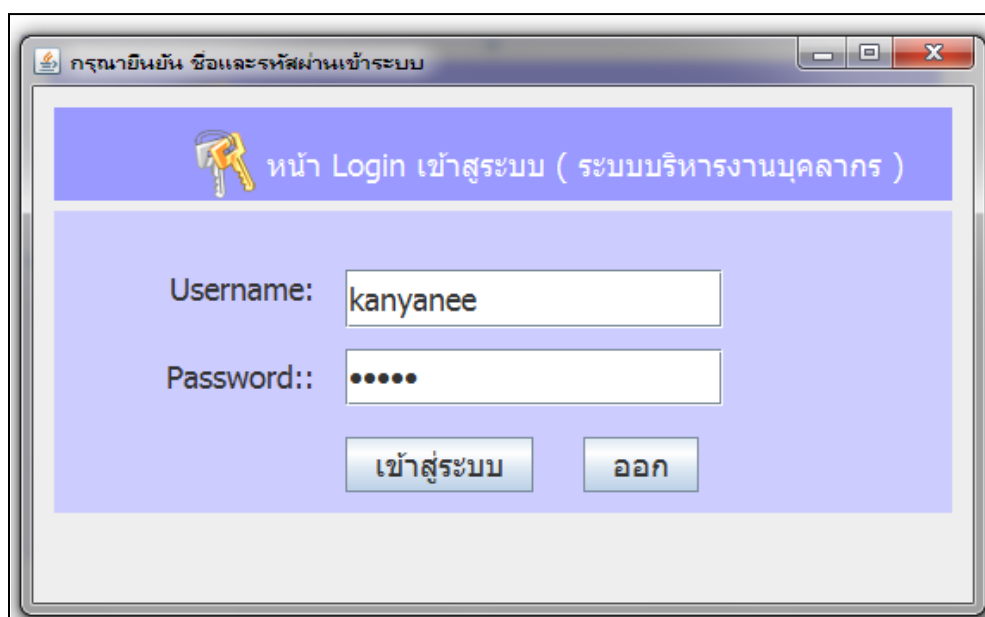 กรุณายืนยัน ชื่อและรหัสผ่านเข้าระบบ
หน้า Login เข้าสู่ระบบ ( ระบบบริหารงานบุคลากร )
Username: kanyanee
Password:: •••••
เข้าสู่ระบบ ออก